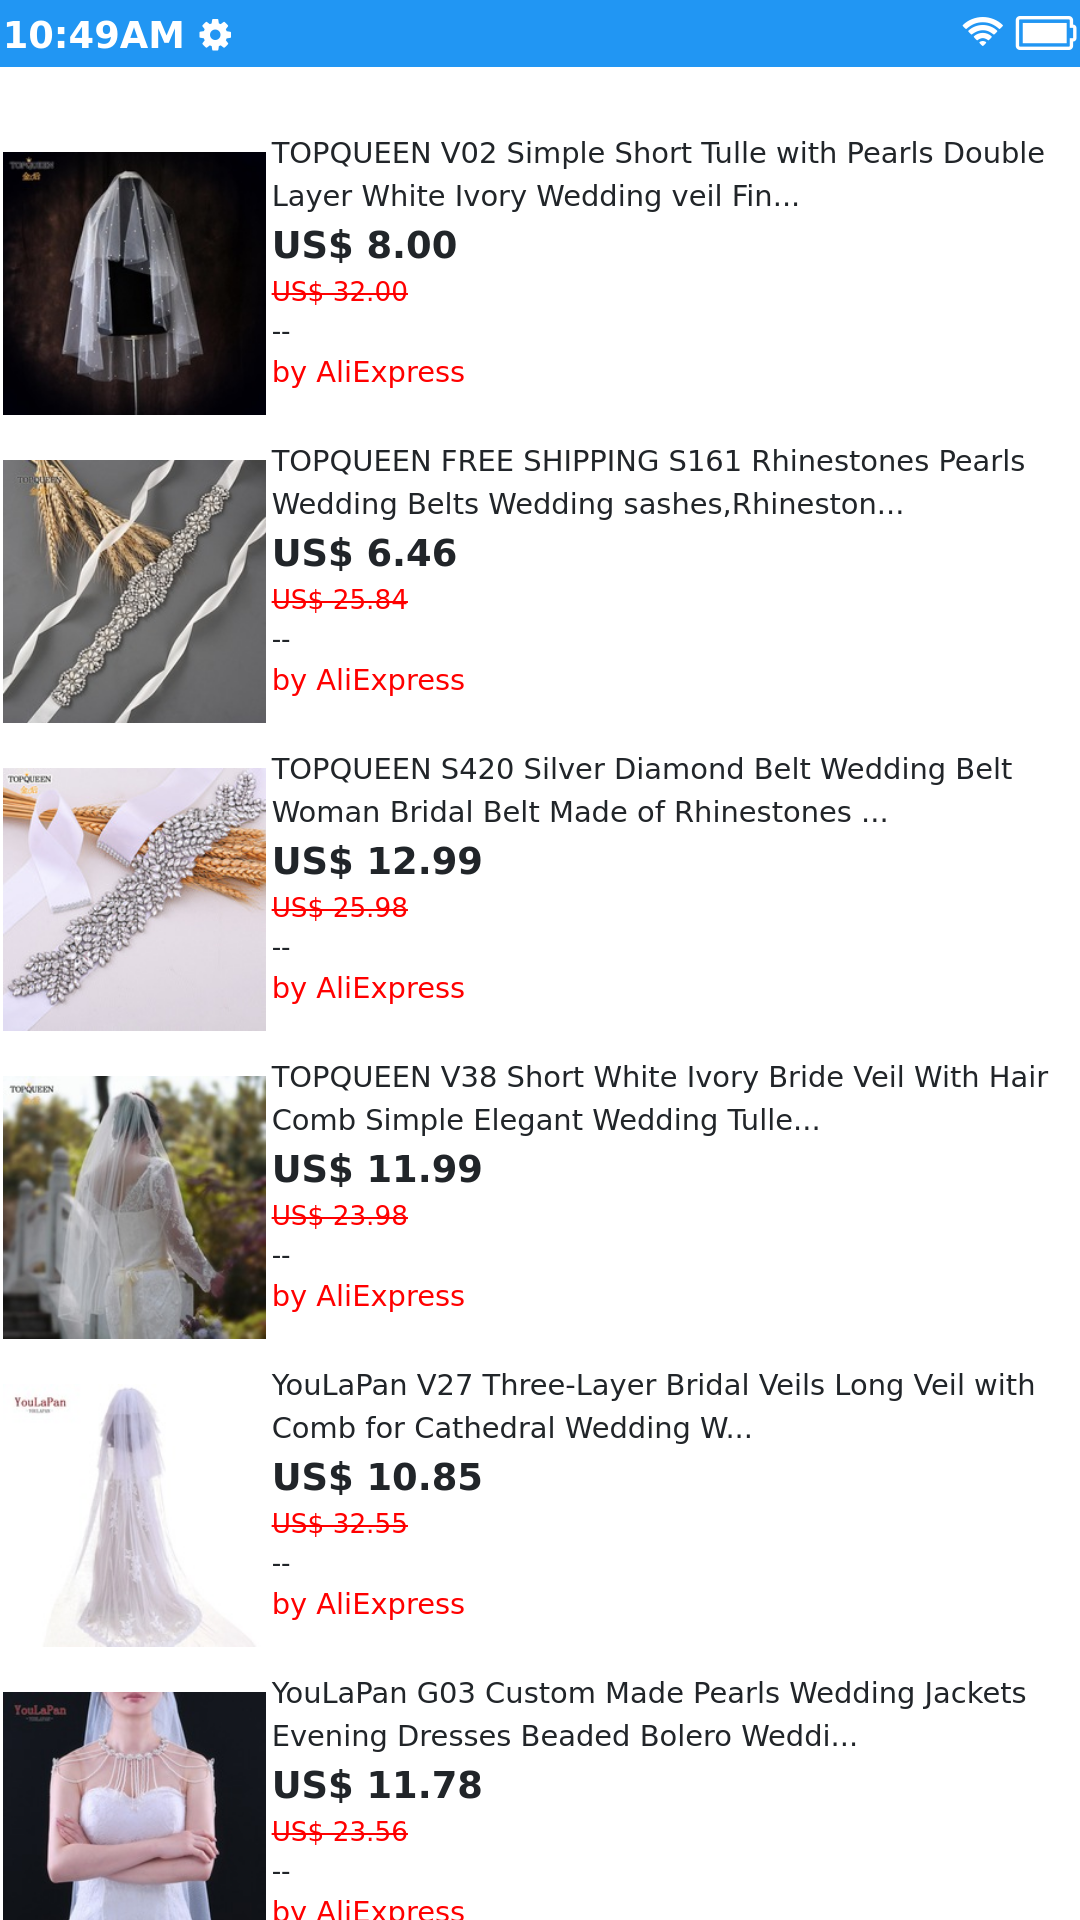 10:49AM
TOPQUEEN
TOPQUEEN V02 Simple Short Tulle with Pearls Double
Layer White Ivory Wedding veil Fin...
US$ 8.00
US$ 32.00
--
by AliExpress
TOPQUEEN
TOPQUEEN FREE SHIPPING S161 Rhinestones Pearls
Wedding Belts Wedding sashes,Rhineston...
US$ 6.46
US$ 25.84
--
by AliExpress
TOPQUEEN
TOPQUEEN S420 Silver Diamond Belt Wedding Belt
Woman Bridal Belt Made of Rhinestones ...
US$ 12.99
US$ 25.98
--
by AliExpress
TOPQUEEN
TOPQUEEN V38 Short White Ivory Bride Veil With Hair
Comb Simple Elegant Wedding Tulle...
US$ 11.99
US$ 23.98
--
by AliExpress
YouLaPan
YouLaPan V27 Three-Layer Bridal Veils Long Veil with
Comb for Cathedral Wedding W...
US$ 10.85
US$ 32.55
--
by AliExpress
YouLaPan
YouLaPan G03 Custom Made Pearls Wedding Jackets
Evening Dresses Beaded Bolero Weddi...
US$ 11.78
US$ 23.56
--
by AliExpress